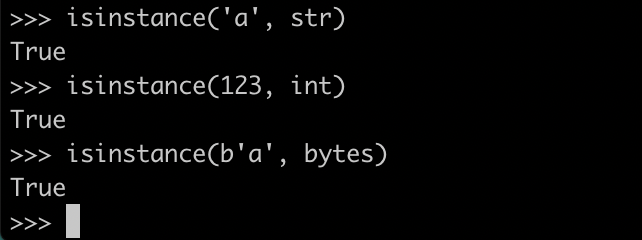 >>> isinstance('a', str)
True
>>> isinstance(123, int)
True
>>> isinstance(b'a', bytes)
True
>>>